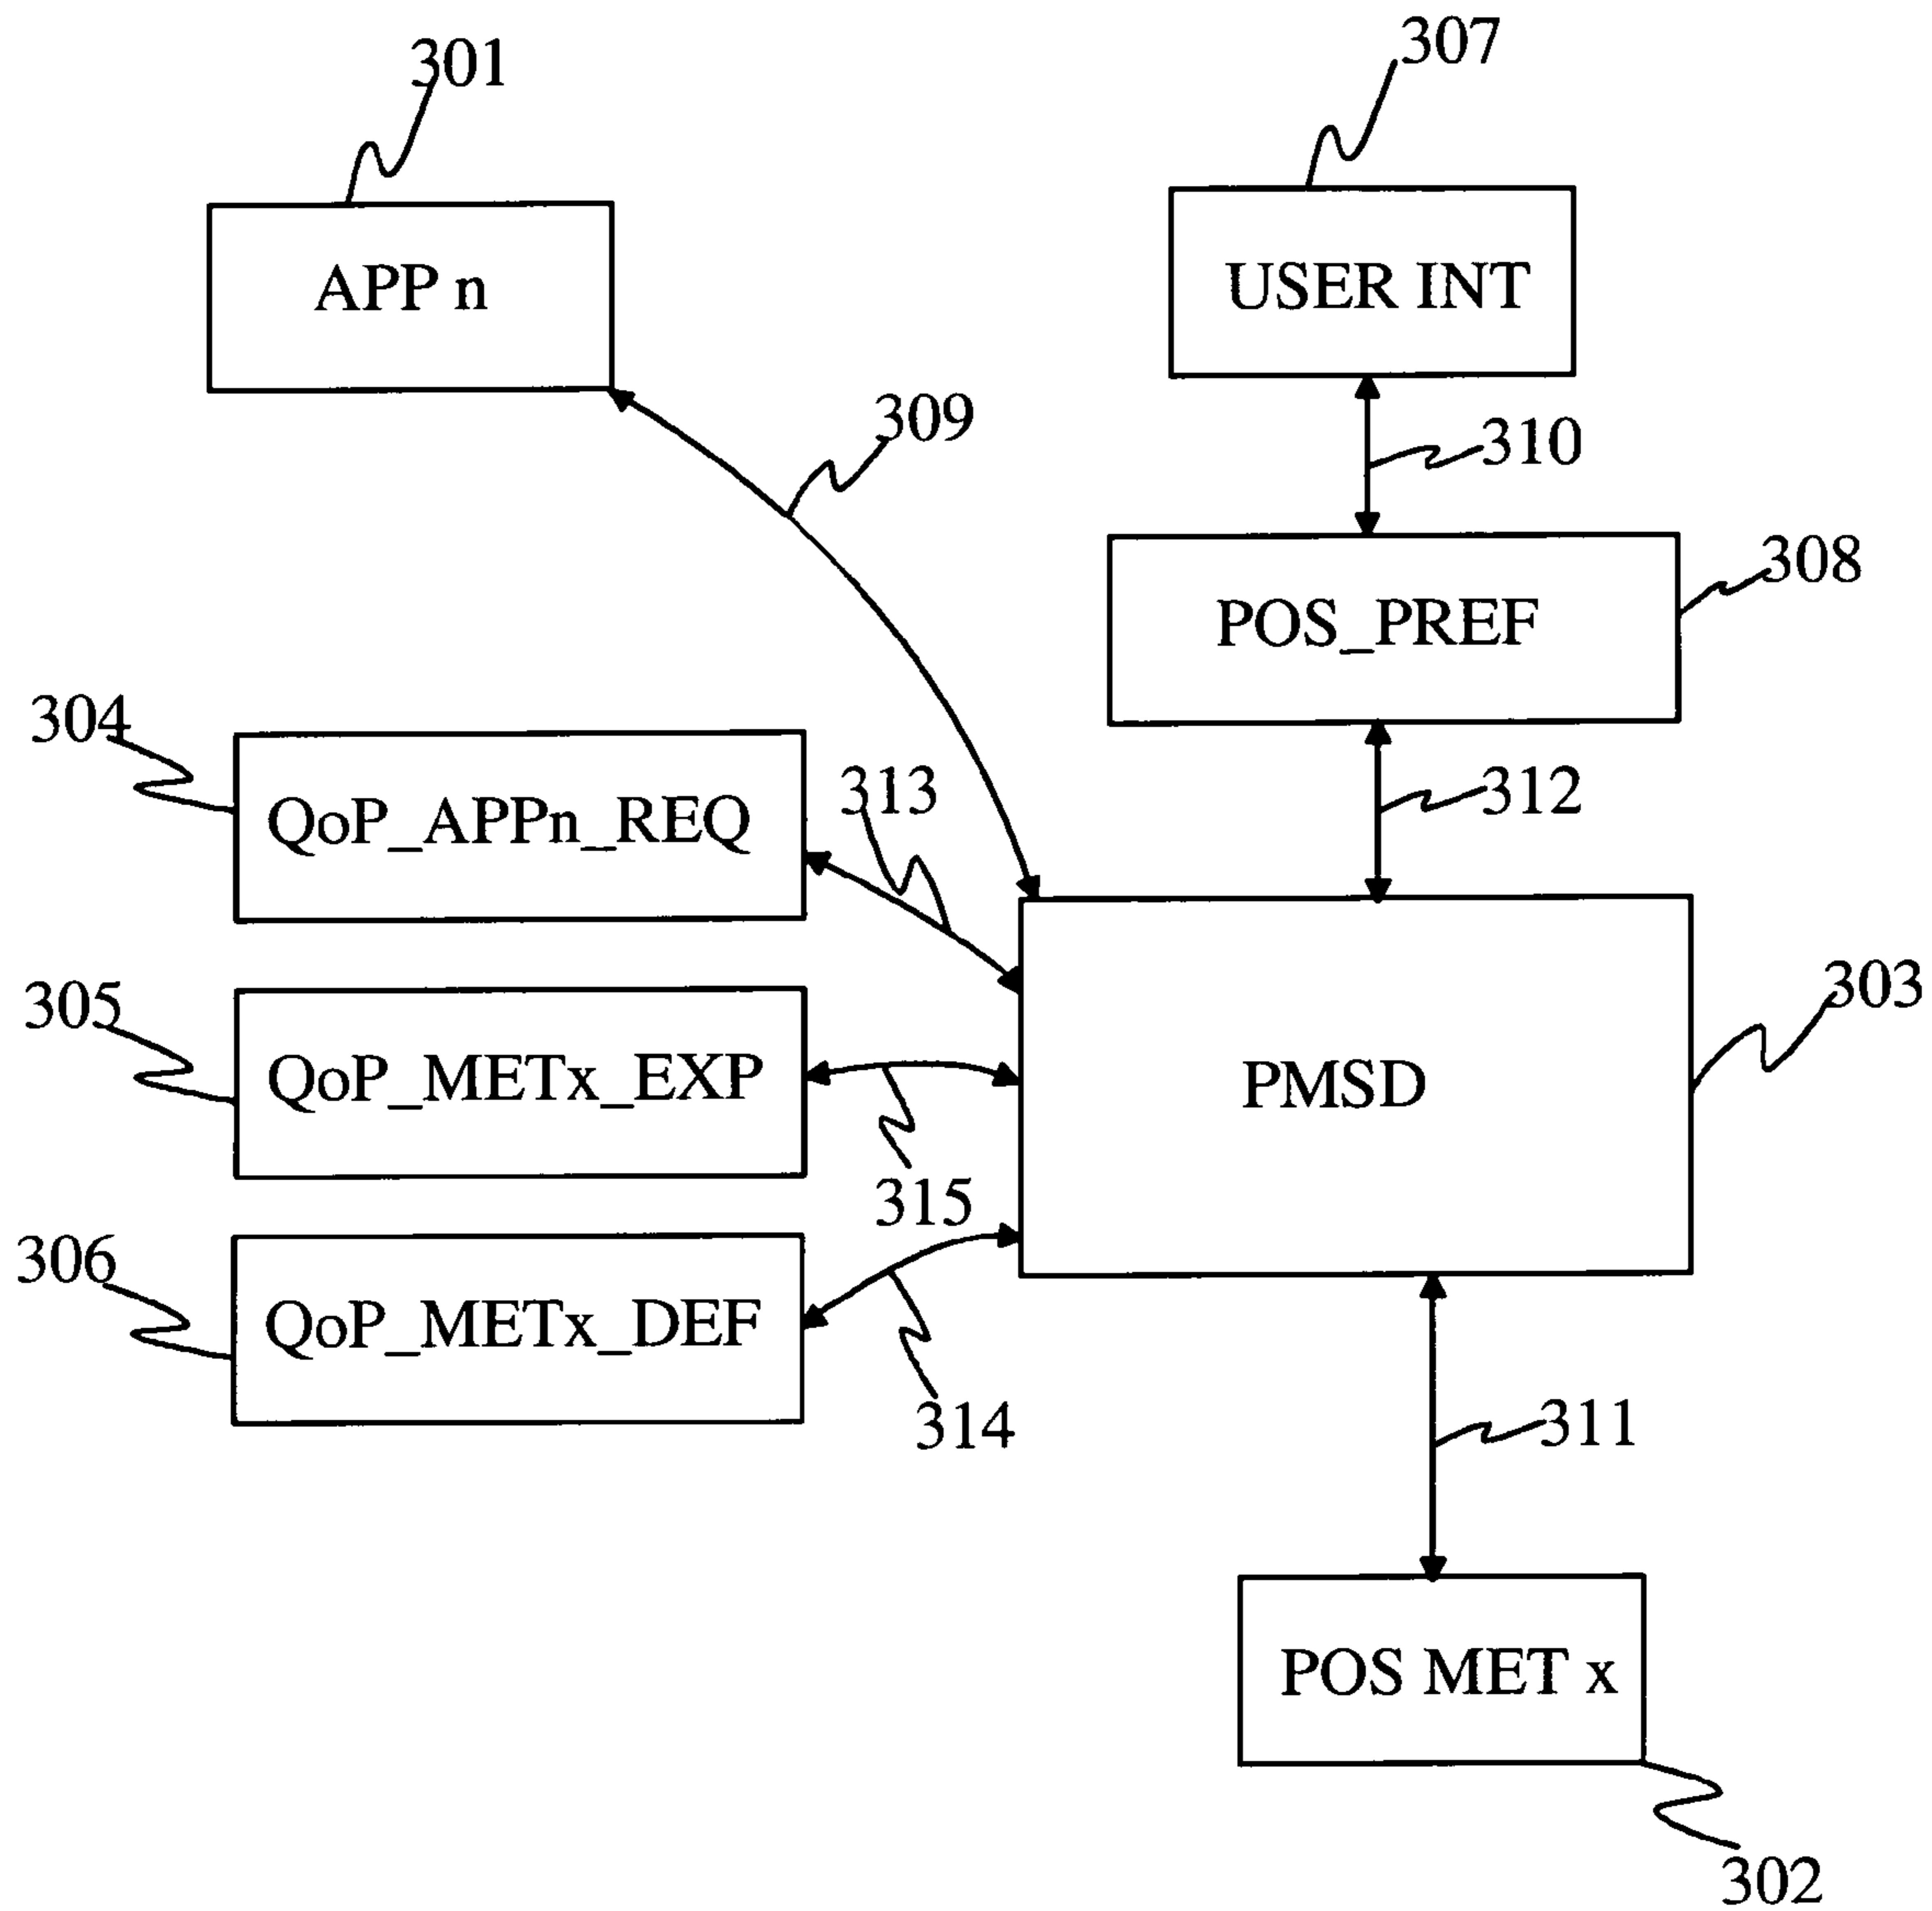 301
307
APP n
USER INT
309
310
308
POS_PREF
304
313
312
QoP_APPn_REQ
305
303
QoP_METx_EXP
PMSD
315
306
QoP_METx_DEF
314
311
POS MET x
302